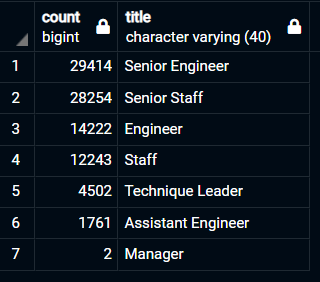 count title
bigint character varying (40)
1 29414 Senior Engineer
2 28254 Senior Staff
3 14222 Engineer
4 12243 Staff
5 4502 Technique Leader
6 1761 Assistant Engineer
7 2 Manager